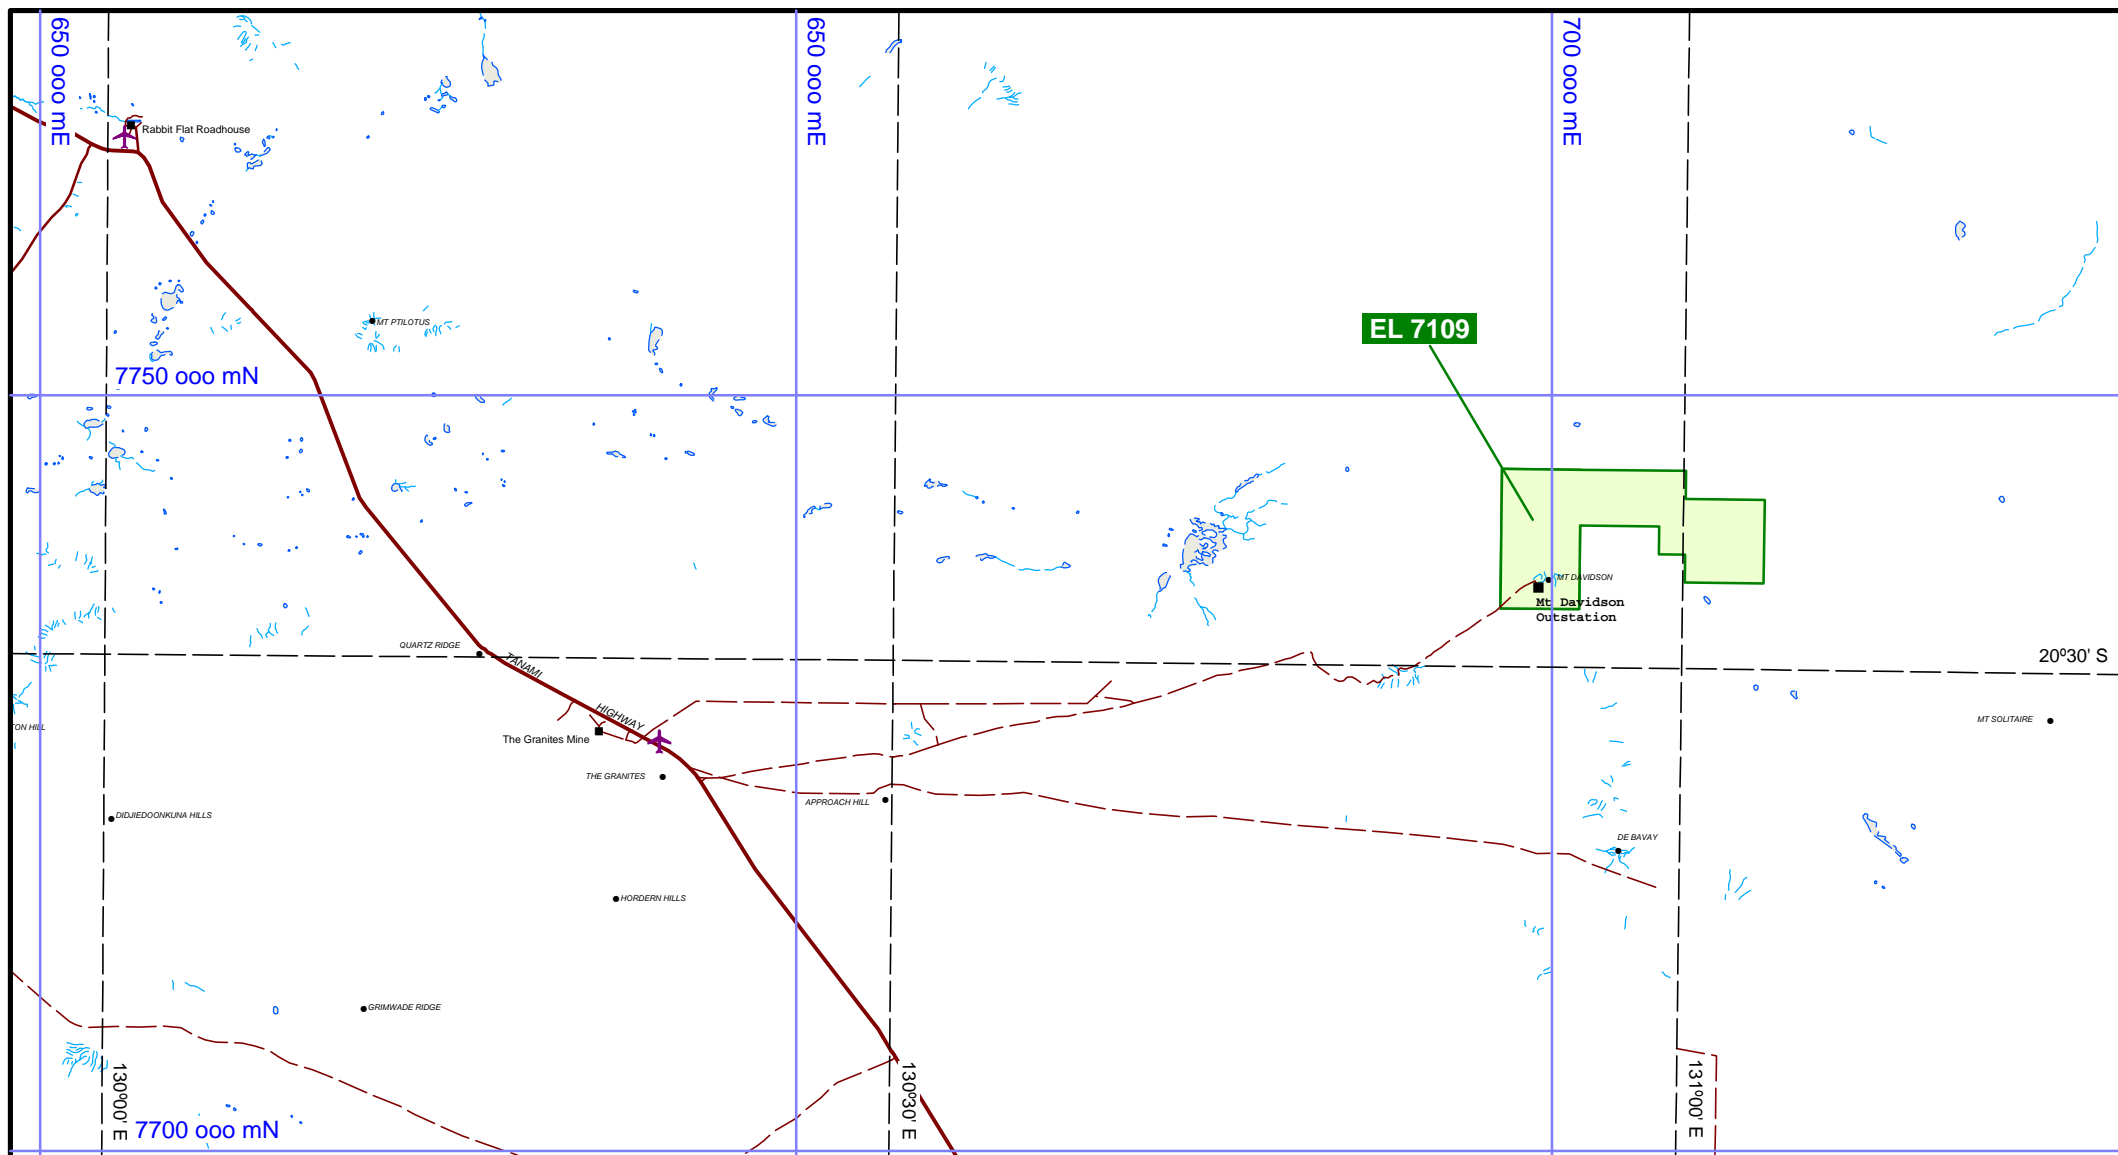 650 ooo mE
650 ooo mE
700 ooo mE
Rabbit Flat Roadhouse
MT PTILOTUS
EL 7109
7750 ooo mN
MT DAVIDSON
Mt Davidson
Outstation
QUARTZ RIDGE
TANAMI
HIGHWAY
20º30' S
TON HILL
The Granites Mine
MT SOLITAIRE
THE GRANITES
APPROACH HILL
DIDJIEDOONKUNA HILLS
DE BAVAY
HORDERN HILLS
GRIMWADE RIDGE
130º00' E
130º30' E
131º00' E
7700 ooo mN